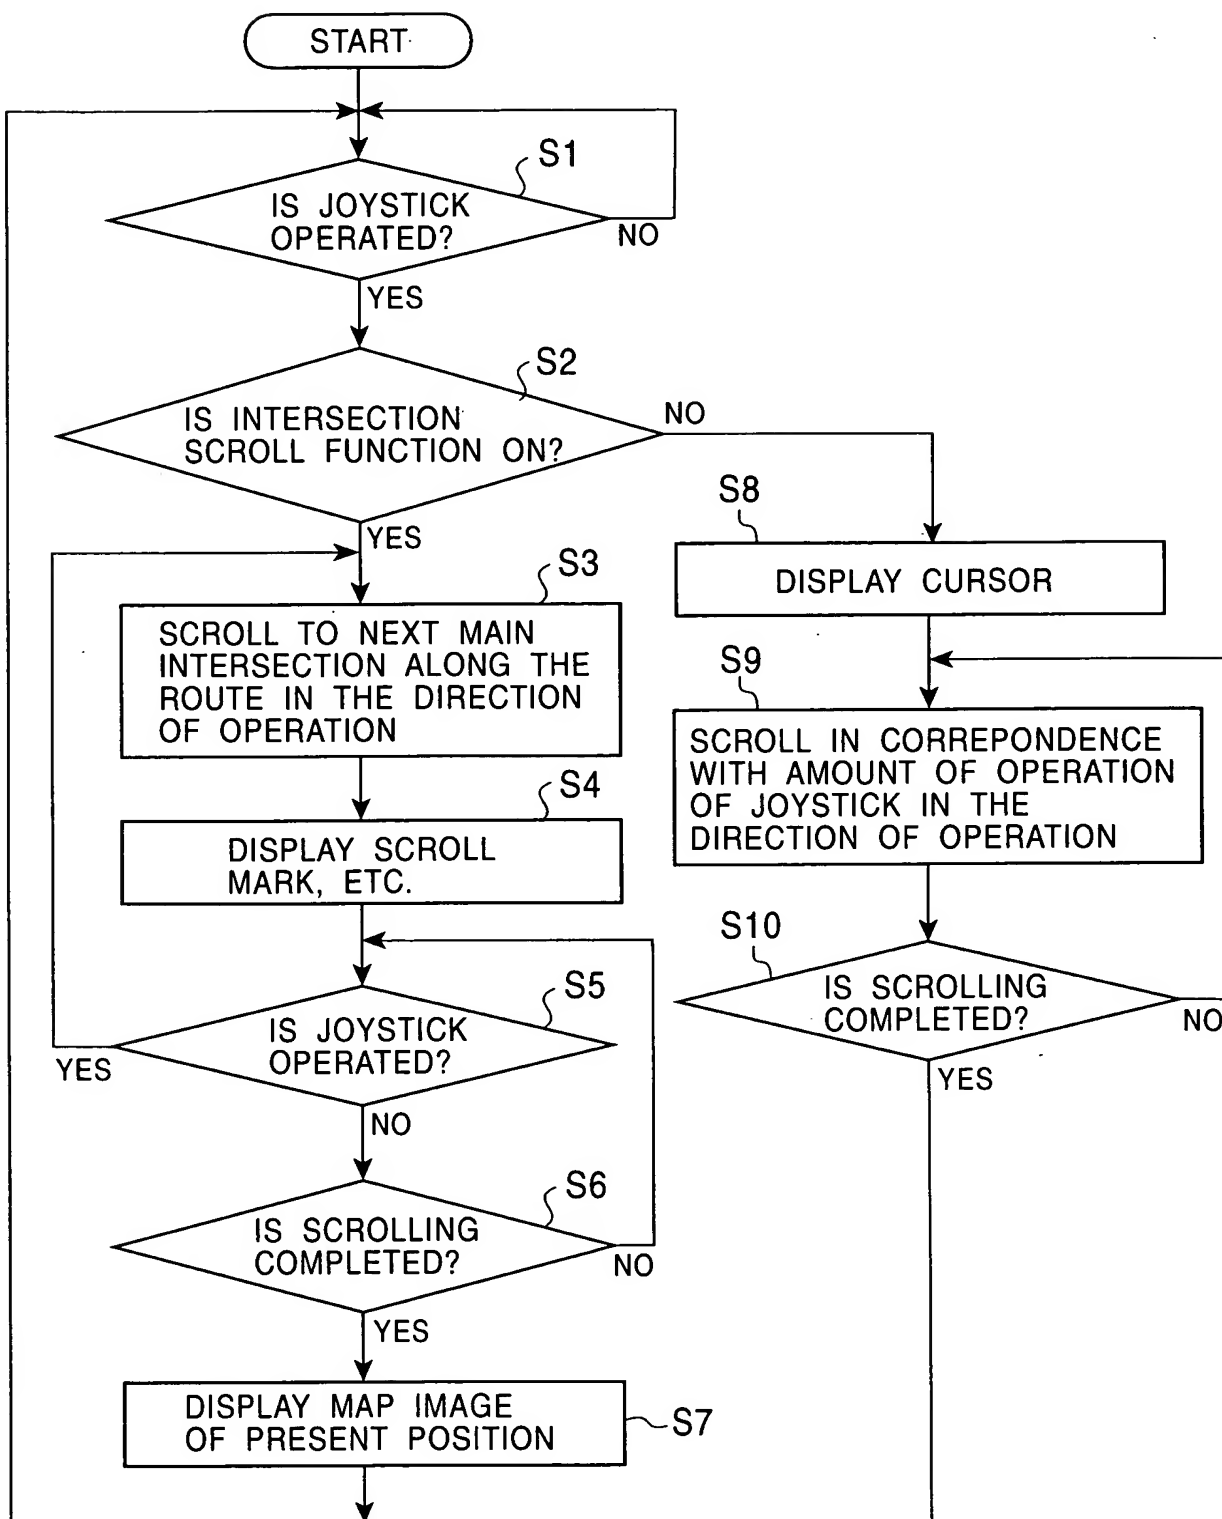 START
S1
IS JOYSTICK
OPERATED?
NO
YES
S2
IS INTERSECTION
SCROLL FUNCTION ON?
NO
YES
S3
SCROLL TO NEXT MAIN
INTERSECTION ALONG THE
ROUTE IN THE DIRECTION
OF OPERATION
S4
DISPLAY SCROLL
MARK, ETC.
S5
IS JOYSTICK
OPERATED?
YES
NO
S6
IS SCROLLING
COMPLETED?
NO
YES
DISPLAY MAP IMAGE
OF PRESENT POSITION
S7
S8
DISPLAY CURSOR
S9
SCROLL IN CORREPONDENCE
WITH AMOUNT OF OPERATION
OF JOYSTICK IN THE
DIRECTION OF OPERATION
S10
IS SCROLLING
COMPLETED?
NO
YES